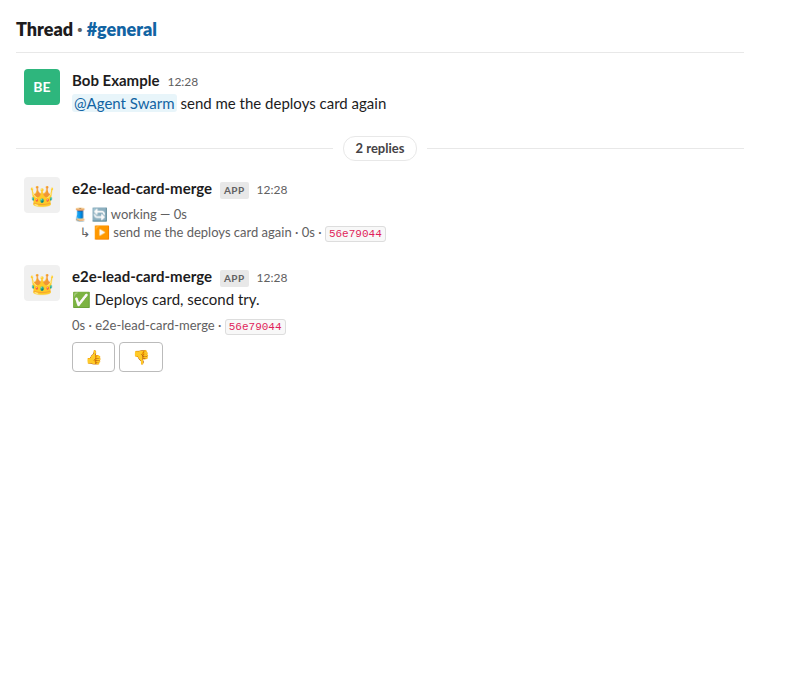 Thread • #general
BE
Bob Example 12:28
@Agent Swarm send me the deploys card again
2 replies
e2e-lead-card-merge APP 12:28
🧵 🔄 working — 0s
↳ ▶️ send me the deploys card again · 0s · 56e79044
e2e-lead-card-merge APP 12:28
✅ Deploys card, second try.
0s · e2e-lead-card-merge · 56e79044
👍 👎